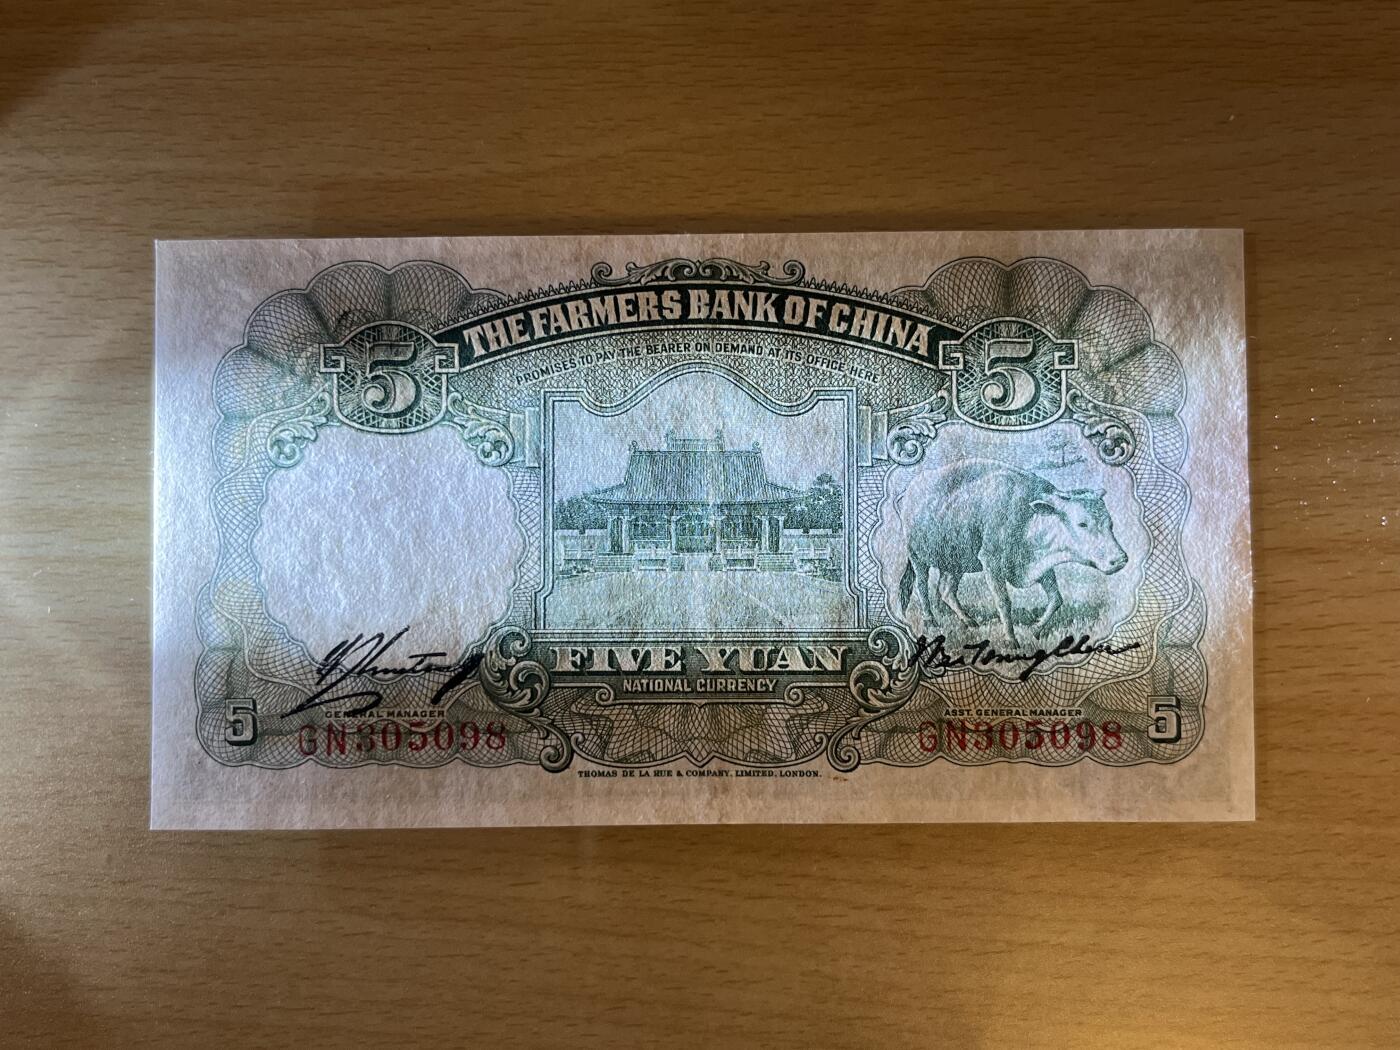 THE FARMERS BANK OF CHINA
PROMISES TO PAY THE BEARER ON DEMAND AT ITS OFFICE HERE
5
5
FIVE YUAN
NATIONAL CURRENCY
GENERAL MANAGER
ASST. GENERAL MANAGER
5
GN305098
GN305098
5
THOMAS DE LA RUE & COMPANY, LIMITED, LONDON.